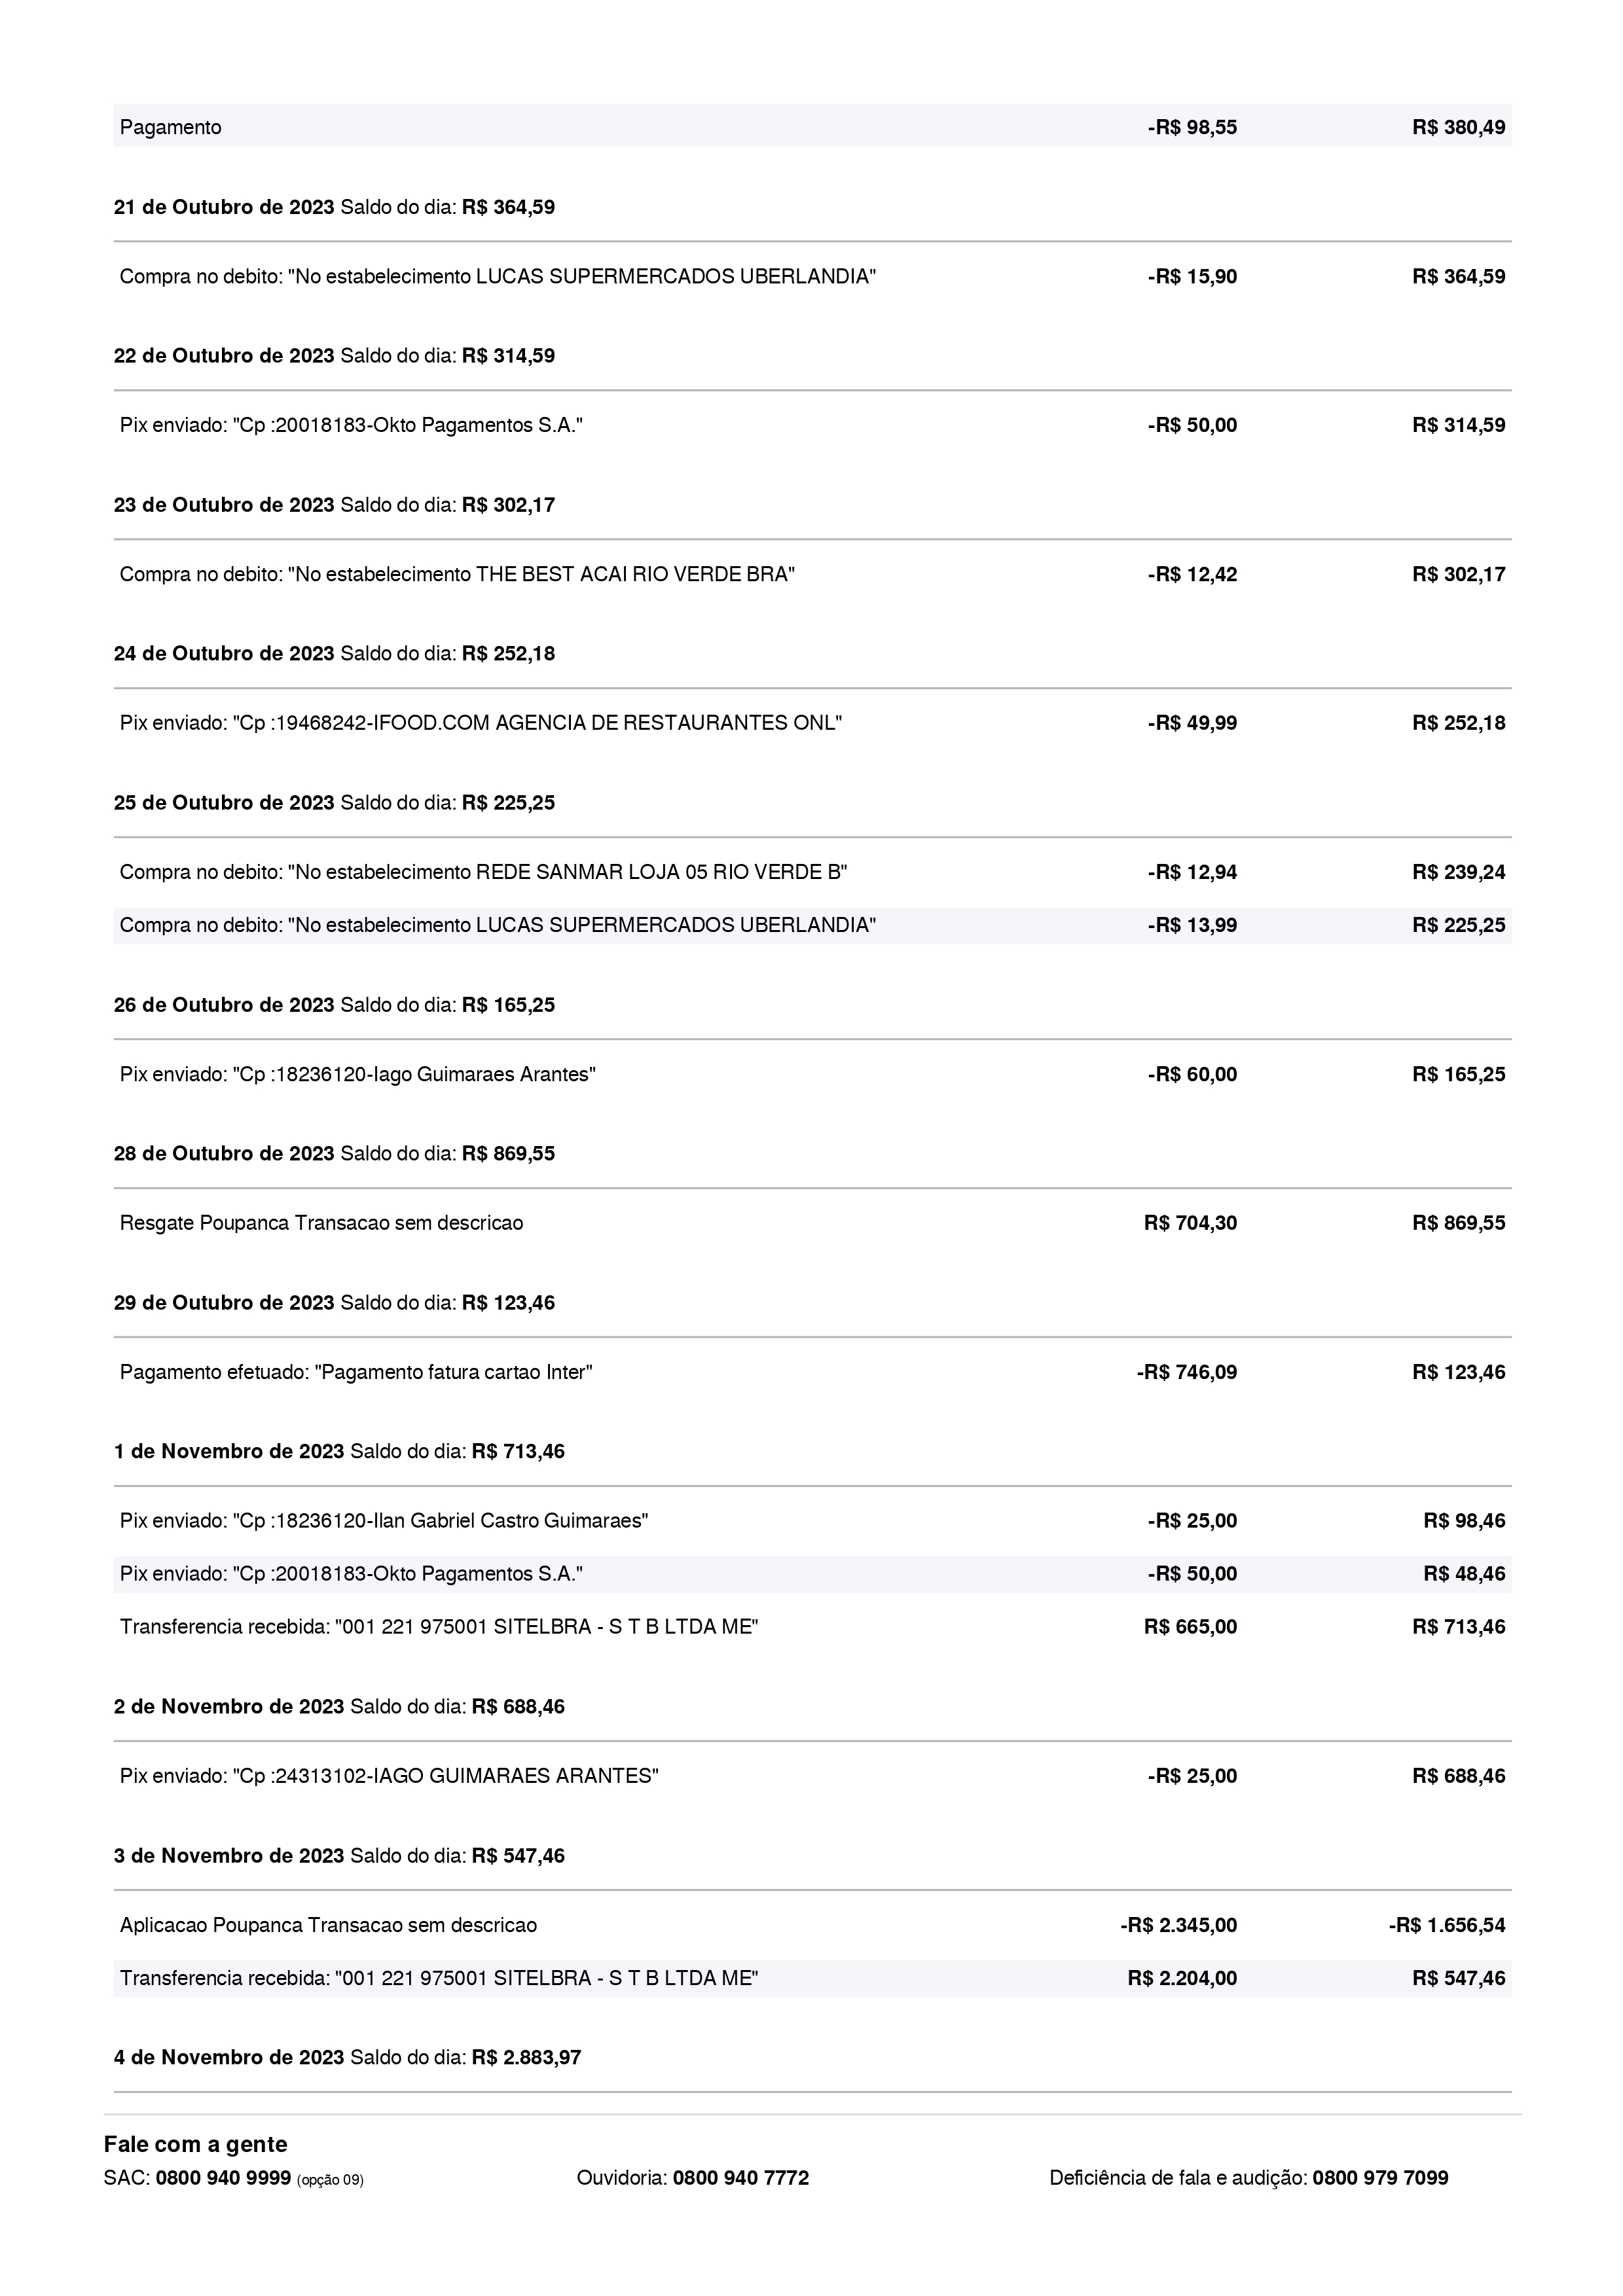 Pagamento -R$ 98,55 R$ 380,49
21 de Outubro de 2023 Saldo do dia: R$ 364,59
Compra no debito: "No estabelecimento LUCAS SUPERMERCADOS UBERLANDIA" -R$ 15,90 R$ 364,59
22 de Outubro de 2023 Saldo do dia: R$ 314,59
Pix enviado: "Cp :20018183-Okto Pagamentos S.A." -R$ 50,00 R$ 314,59
23 de Outubro de 2023 Saldo do dia: R$ 302,17
Compra no debito: "No estabelecimento THE BEST ACAI RIO VERDE BRA" -R$ 12,42 R$ 302,17
24 de Outubro de 2023 Saldo do dia: R$ 252,18
Pix enviado: "Cp :19468242-IFOOD.COM AGENCIA DE RESTAURANTES ONL" -R$ 49,99 R$ 252,18
25 de Outubro de 2023 Saldo do dia: R$ 225,25
Compra no debito: "No estabelecimento REDE SANMAR LOJA 05 RIO VERDE B" -R$ 12,94 R$ 239,24
Compra no debito: "No estabelecimento LUCAS SUPERMERCADOS UBERLANDIA" -R$ 13,99 R$ 225,25
26 de Outubro de 2023 Saldo do dia: R$ 165,25
Pix enviado: "Cp :18236120-Iago Guimaraes Arantes" -R$ 60,00 R$ 165,25
28 de Outubro de 2023 Saldo do dia: R$ 869,55
Resgate Poupanca Transacao sem descricao R$ 704,30 R$ 869,55
29 de Outubro de 2023 Saldo do dia: R$ 123,46
Pagamento efetuado: "Pagamento fatura cartao Inter" -R$ 746,09 R$ 123,46
1 de Novembro de 2023 Saldo do dia: R$ 713,46
Pix enviado: "Cp :18236120-Ilan Gabriel Castro Guimaraes" -R$ 25,00 R$ 98,46
Pix enviado: "Cp :20018183-Okto Pagamentos S.A." -R$ 50,00 R$ 48,46
Transferencia recebida: "001 221 975001 SITELBRA - S T B LTDA ME" R$ 665,00 R$ 713,46
2 de Novembro de 2023 Saldo do dia: R$ 688,46
Pix enviado: "Cp :24313102-IAGO GUIMARAES ARANTES" -R$ 25,00 R$ 688,46
3 de Novembro de 2023 Saldo do dia: R$ 547,46
Aplicacao Poupanca Transacao sem descricao -R$ 2.345,00 -R$ 1.656,54
Transferencia recebida: "001 221 975001 SITELBRA - S T B LTDA ME" R$ 2.204,00 R$ 547,46
4 de Novembro de 2023 Saldo do dia: R$ 2.883,97
Fale com a gente
SAC: 0800 940 9999 (opção 09) Ouvidoria: 0800 940 7772 Deficiência de fala e audição: 0800 979 7099